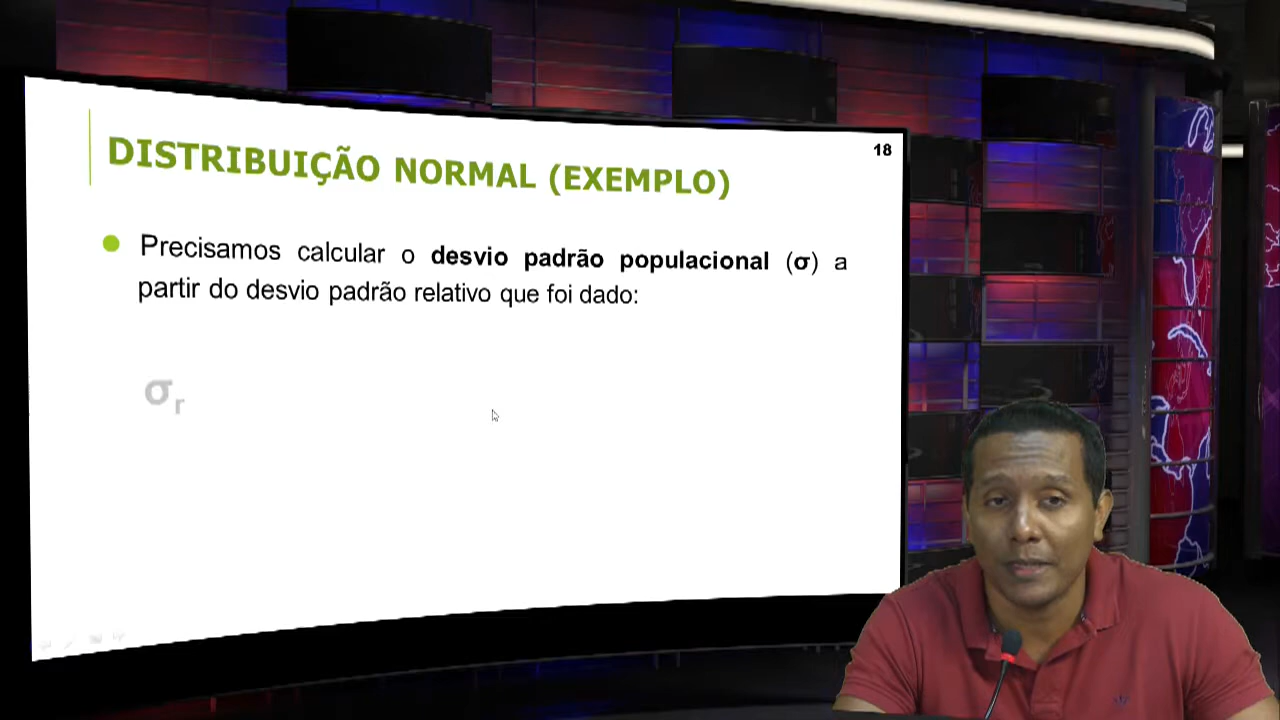 18
DISTRIBUIÇÃO NORMAL (EXEMPLO)
Precisamos calcular o desvio padrão populacional (σ) a
partir do desvio padrão relativo que foi dado:
σr